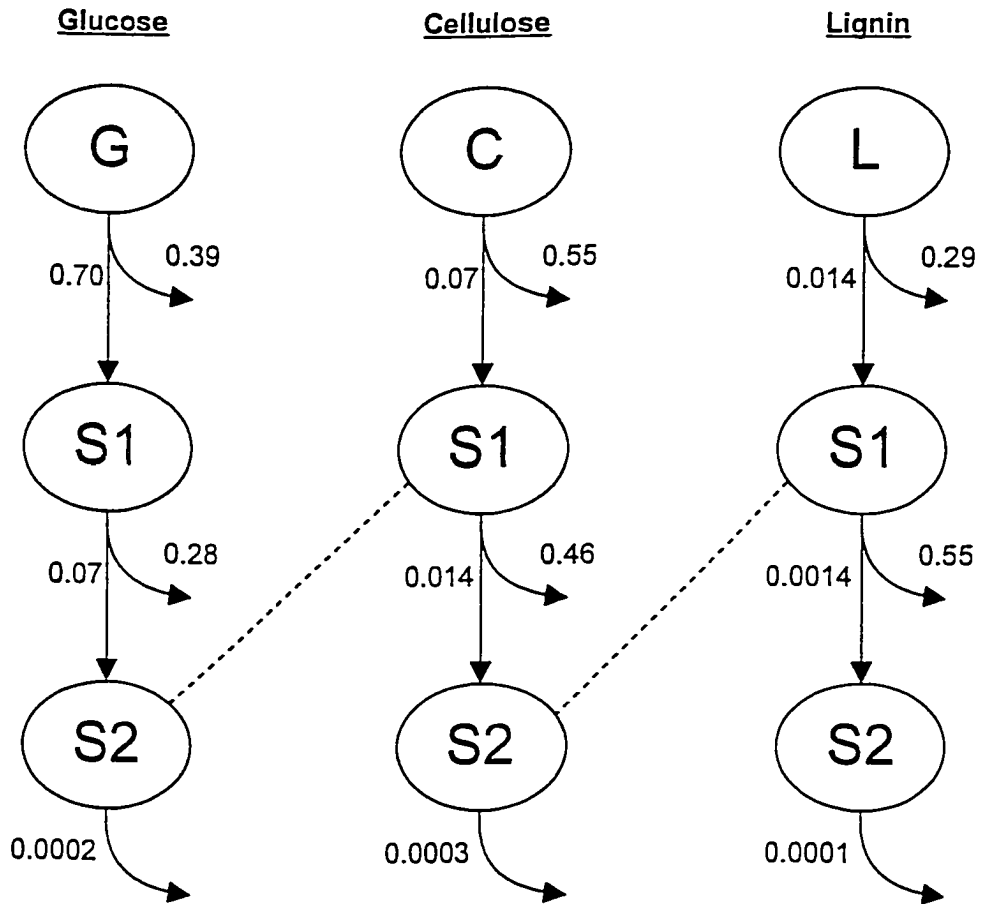 Glucose Cellulose Lignin
G C L
0.39 0.55 0.29
0.70 0.07 0.014
S1 S1 S1
0.28 0.46 0.55
0.07 0.014 0.0014
S2 S2 S2
0.0002 0.0003 0.0001